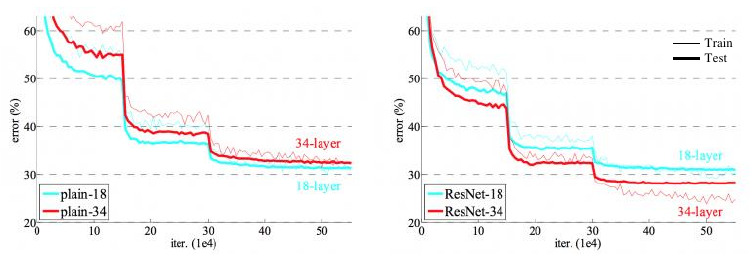 60
50
40
30
20
error (%)
34-layer
18-layer
plain-18
plain-34
0 10 20 30 40 50
iter. (1e4)
60
50
40
30
20
error (%)
Train
Test
18-layer
34-layer
ResNet-18
ResNet-34
0 10 20 30 40 50
iter. (1e4)